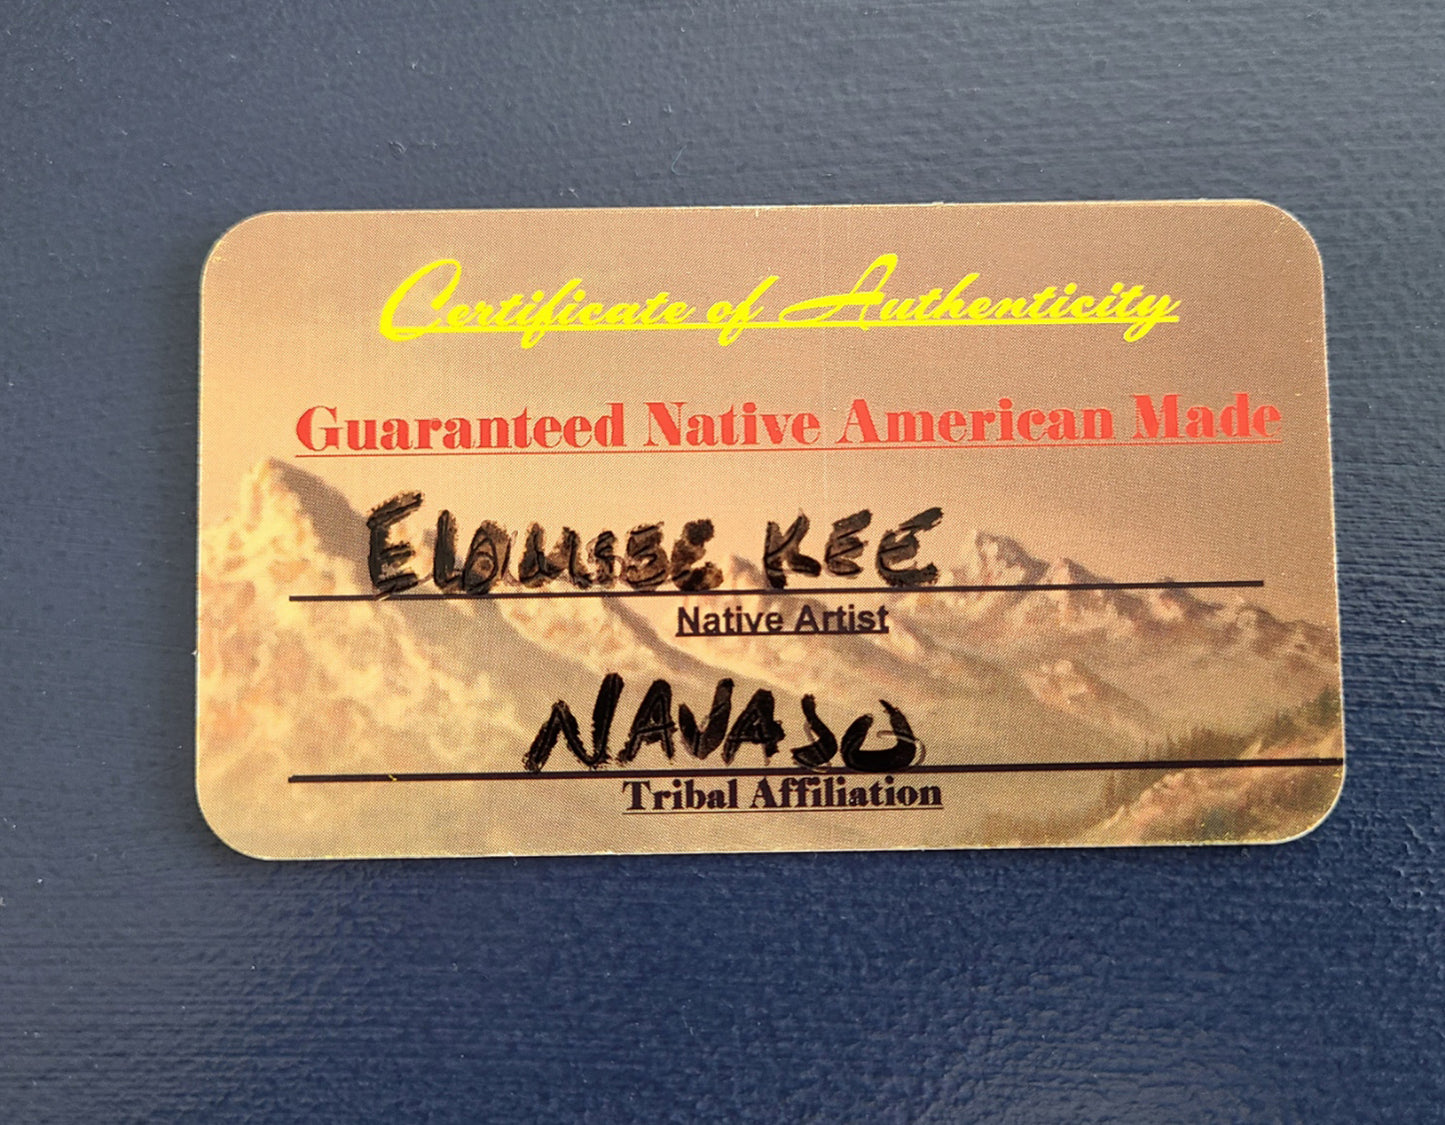 Certificate of Authenticity
Guaranteed Native American Made
ELOUISE KEE
Native Artist
NAVAJO
Tribal Affiliation